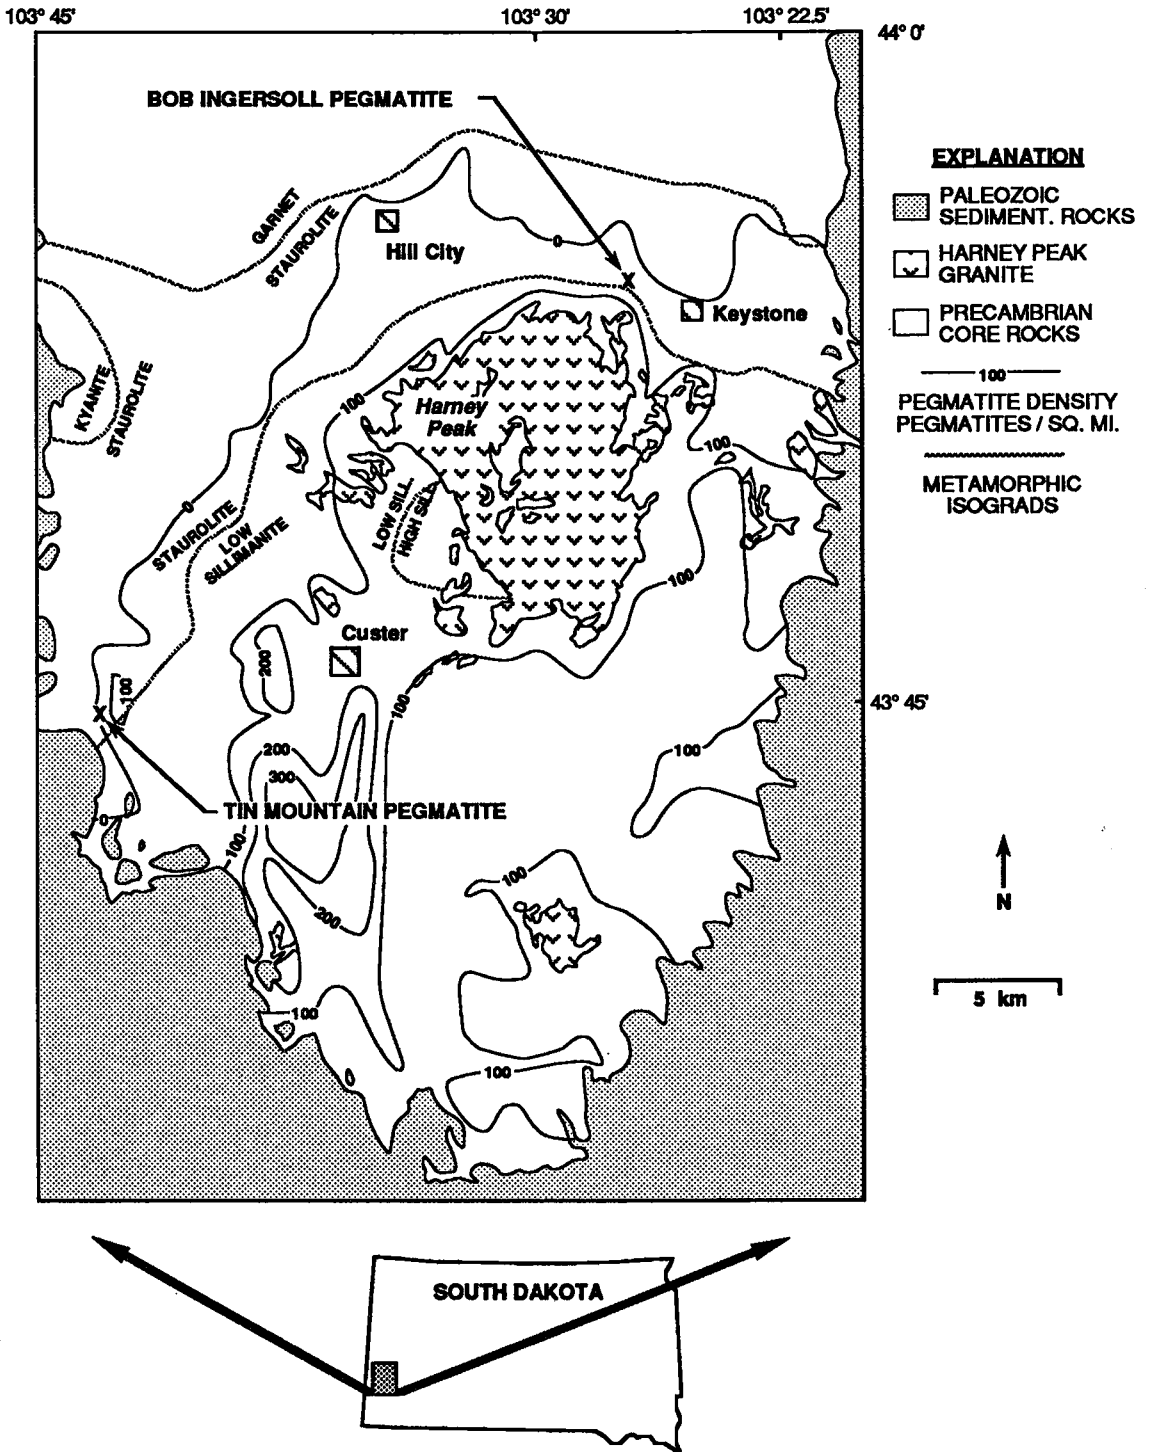 103° 45'
103° 30'
103° 22.5'
44° 0'
BOB INGERSOLL PEGMATITE
EXPLANATION
PALEOZOIC
SEDIMENT. ROCKS
HARNEY PEAK
GRANITE
PRECAMBRIAN
CORE ROCKS
100
PEGMATITE DENSITY
PEGMATITES / SQ. MI.
METAMORPHIC
ISOGRADS
GARNET
STAUROLITE
Hill City
0
Keystone
KYANITE
STAUROLITE
100
Harney
Peak
100
0
STAUROLITE
LOW
SILLIMANITE
LOW SILL.
HIGH SILL.
100
Custer
200
100
100
43° 45'
200
100
300
TIN MOUNTAIN PEGMATITE
0
100
100
200
100
100
N
5 km
SOUTH DAKOTA